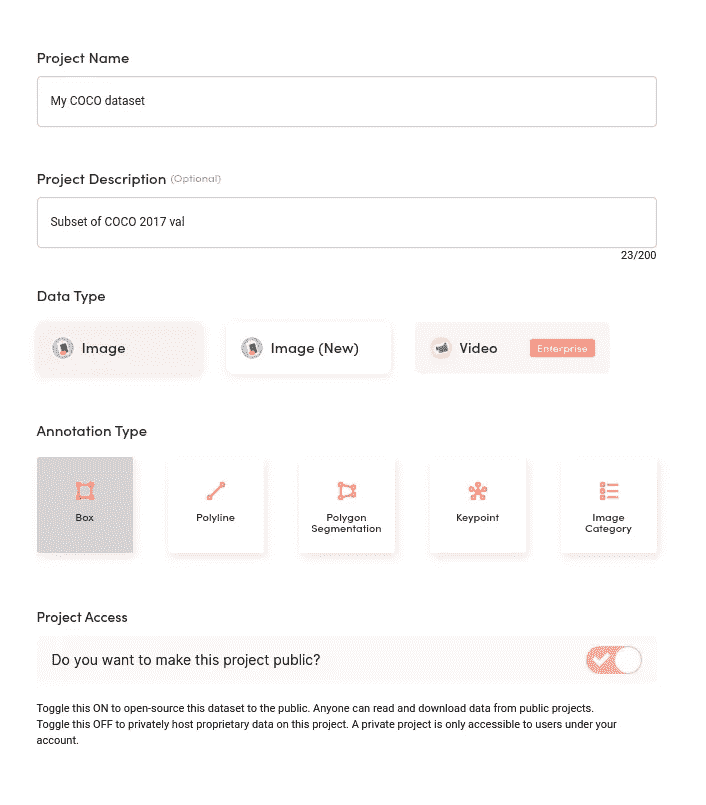 Project Name
My COCO dataset
Project Description (Optional)
Subset of COCO 2017 val
23/200
Data Type
Image
Image (New)
Video
Enterprise
Annotation Type
Box
Polyline
Polygon
Segmentation
Keypoint
Image
Category
Project Access
Do you want to make this project public?
Toggle this ON to open-source this dataset to the public. Anyone can read and download data from public projects.
Toggle this OFF to privately host proprietary data on this project. A private project is only accessible to users under your
account.